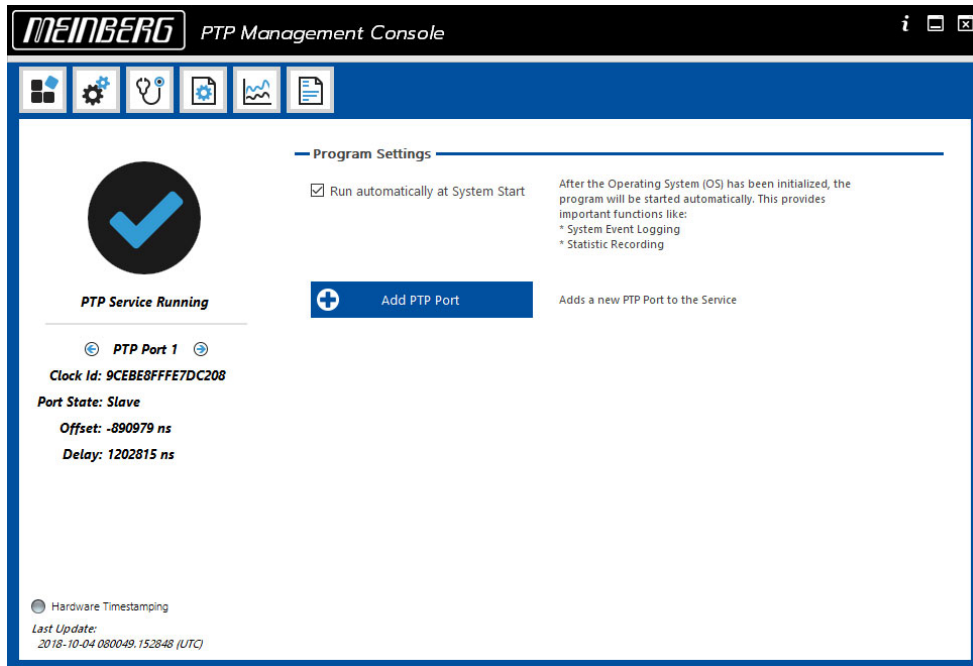 MEINBERG PTP Management Console
Program Settings
Run automatically at System Start
After the Operating System (OS) has been initialized, the
program will be started automatically. This provides
important functions like:
* System Event Logging
* Statistic Recording
Add PTP Port
Adds a new PTP Port to the Service
PTP Service Running
PTP Port 1
Clock Id: 9CEBE8FFFE7DC208
Port State: Slave
Offset: -890979 ns
Delay: 1202815 ns
Hardware Timestamping
Last Update:
2018-10-04 080049.152848 (UTC)